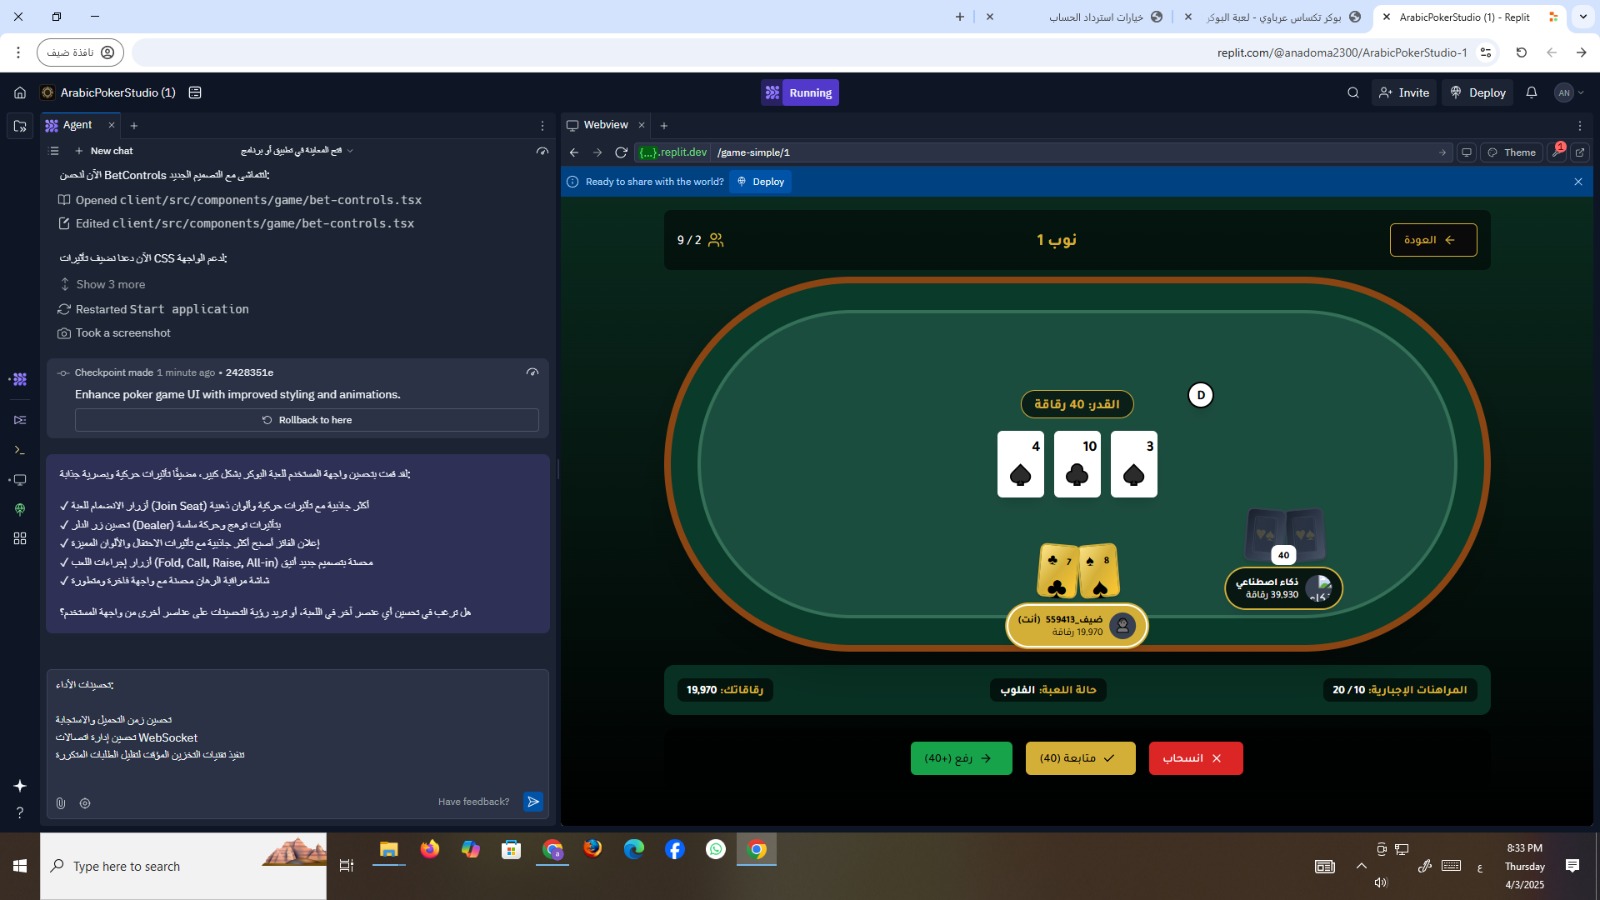 ArabicPokerStudio (1) - Replit
بوكر تكساس عرباوي - لعبة البوكر
خيارات استرداد الحساب
نافذة ضيف
replit.com/@anadoma2300/ArabicPokerStudio-1
ArabicPokerStudio (1)
Running
Invite
Deploy
AN
Agent
Webview
New chat
فتح المعاينة في تطبيق أو برنامج
{...}.replit.dev
/game-simple/1
Theme
1
Ready to share with the world?
Deploy
لتتماشى مع التصميم الجديد BetControls الآن لنحسن:
Opened client/src/components/game/bet-controls.tsx
Edited client/src/components/game/bet-controls.tsx
لدعم الواجهة CSS الآن دعنا نضيف تأثيرات:
Show 3 more
Restarted Start application
Took a screenshot
Checkpoint made 1 minute ago • 2428351e
Enhance poker game UI with improved styling and animations.
Rollback to here
لقد قمت بتحسين واجهة المستخدم للعبة البوكر بشكل كبير، مضيفًا تأثيرات حركية وبصرية جذابة:
✓ أزرار الانضمام للعبة (Join Seat) أكثر جاذبية مع تأثيرات حركية وألوان ذهبية
✓ تحسين زر الدلر (Dealer) بتأثيرات توهج وحركة سلسة
✓ إعلان الفائز أصبح أكثر جاذبية مع تأثيرات الاحتفال والألوان المميزة
✓ أزرار إجراءات اللعب (Fold, Call, Raise, All-in) محسنة بتصميم جديد أنيق
✓ شاشة مراقبة الرهان محسنة مع واجهة فاخرة ومتطورة
هل ترغب في تحسين أي عنصر آخر في اللعبة، أو تريد رؤية التحسينات على عناصر أخرى من واجهة المستخدم؟
تحسينات الأداء:
تحسين زمن التحميل والاستجابة
تحسين إدارة اتصالات WebSocket
تنفيذ تقنيات التخزين المؤقت لتقليل الطلبات المتكررة
Have feedback?
9 / 2
نوب 1
العودة
D
القدر: 40 رقاقة
4
10
3
7
8
40
ذكاء اصطناعي
39,930 رقاقة
ضيف_559413 (أنت)
19,970 رقاقة
المراهنات الإجبارية: 10/ 20
حالة اللعبة: الفلوب
رقاقاتك: 19,970
انسحاب
متابعة (40)
رفع (+40)
Type here to search
ع
8:33 PM
Thursday
4/3/2025